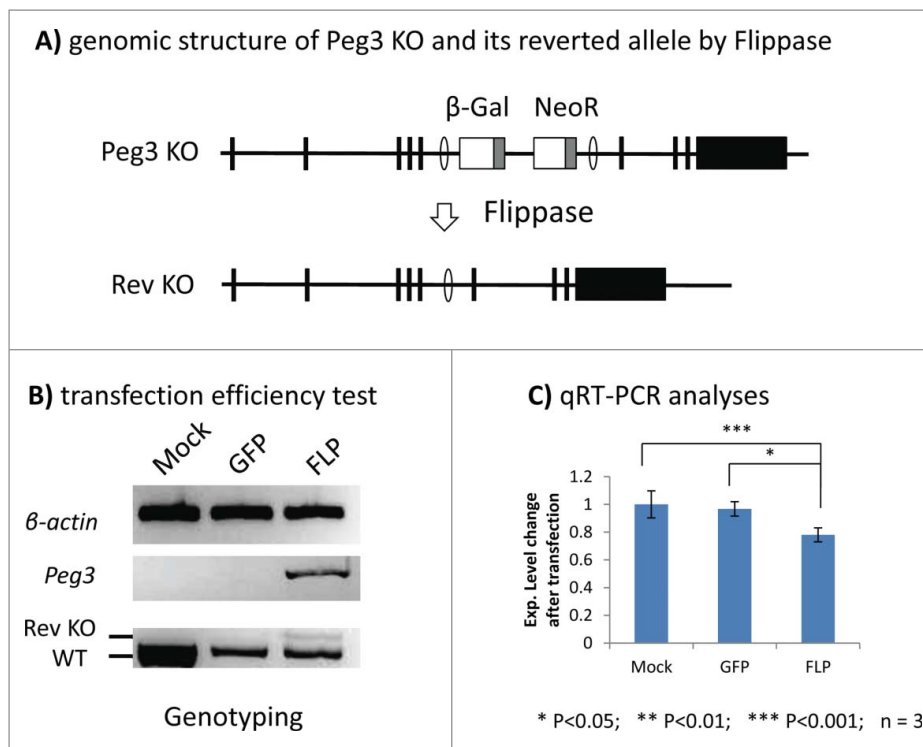 A) genomic structure of Peg3 KO and its reverted allele by Flippase
β-Gal NeoR
Peg3 KO
Flippase
Rev KO
B) transfection efficiency test
Mock GFP FLP
β-actin
Peg3
Rev KO
WT
Genotyping
C) qRT-PCR analyses
***
*
Exp. Level change
after transfection
1.2
1
0.8
0.6
0.4
0.2
0
Mock GFP FLP
* P<0.05; ** P<0.01; *** P<0.001; n = 3